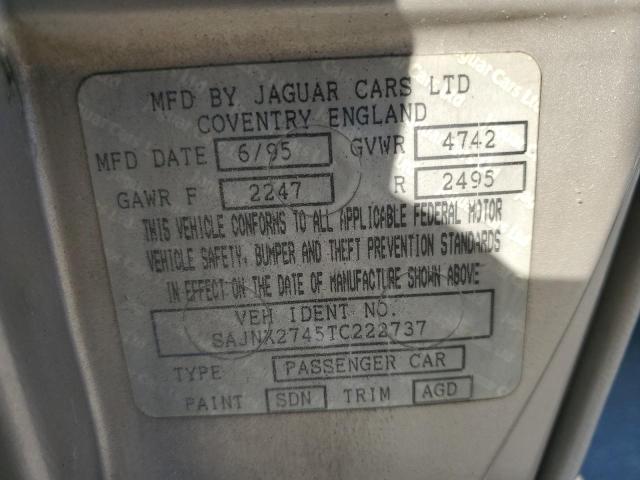 MFD BY JAGUAR CARS LTD
COVENTRY ENGLAND
MFD DATE 6/95 GVWR 4742
GAWR F 2247 R 2495
THIS VEHICLE CONFORMS TO ALL APPLICABLE FEDERAL MOTOR
VEHICLE SAFETY, BUMPER AND THEFT PREVENTION STANDARDS
IN EFFECT ON THE DATE OF MANUFACTURE SHOWN ABOVE
VEH IDENT NO.
SAJNX2745TC222737
TYPE PASSENGER CAR
PAINT SDN TRIM AGD